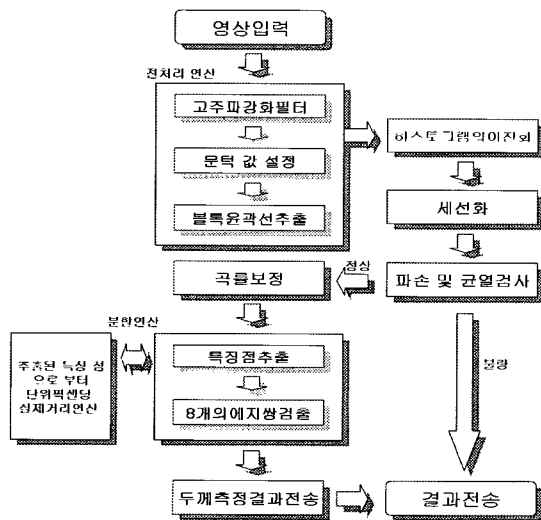 영상입력
전처리 연산
고주파강화필터
문턱 값 설정
블록윤곽선추출
히스토그램의이진화
세선화
파손 및 균열검사
정상
곡률보정
불량
분한연산
추출된 특징 점
으로 부터
단위픽셀당
실제거리연산
특징점추출
8개의에지쌍검출
두께측정결과전송
결과전송